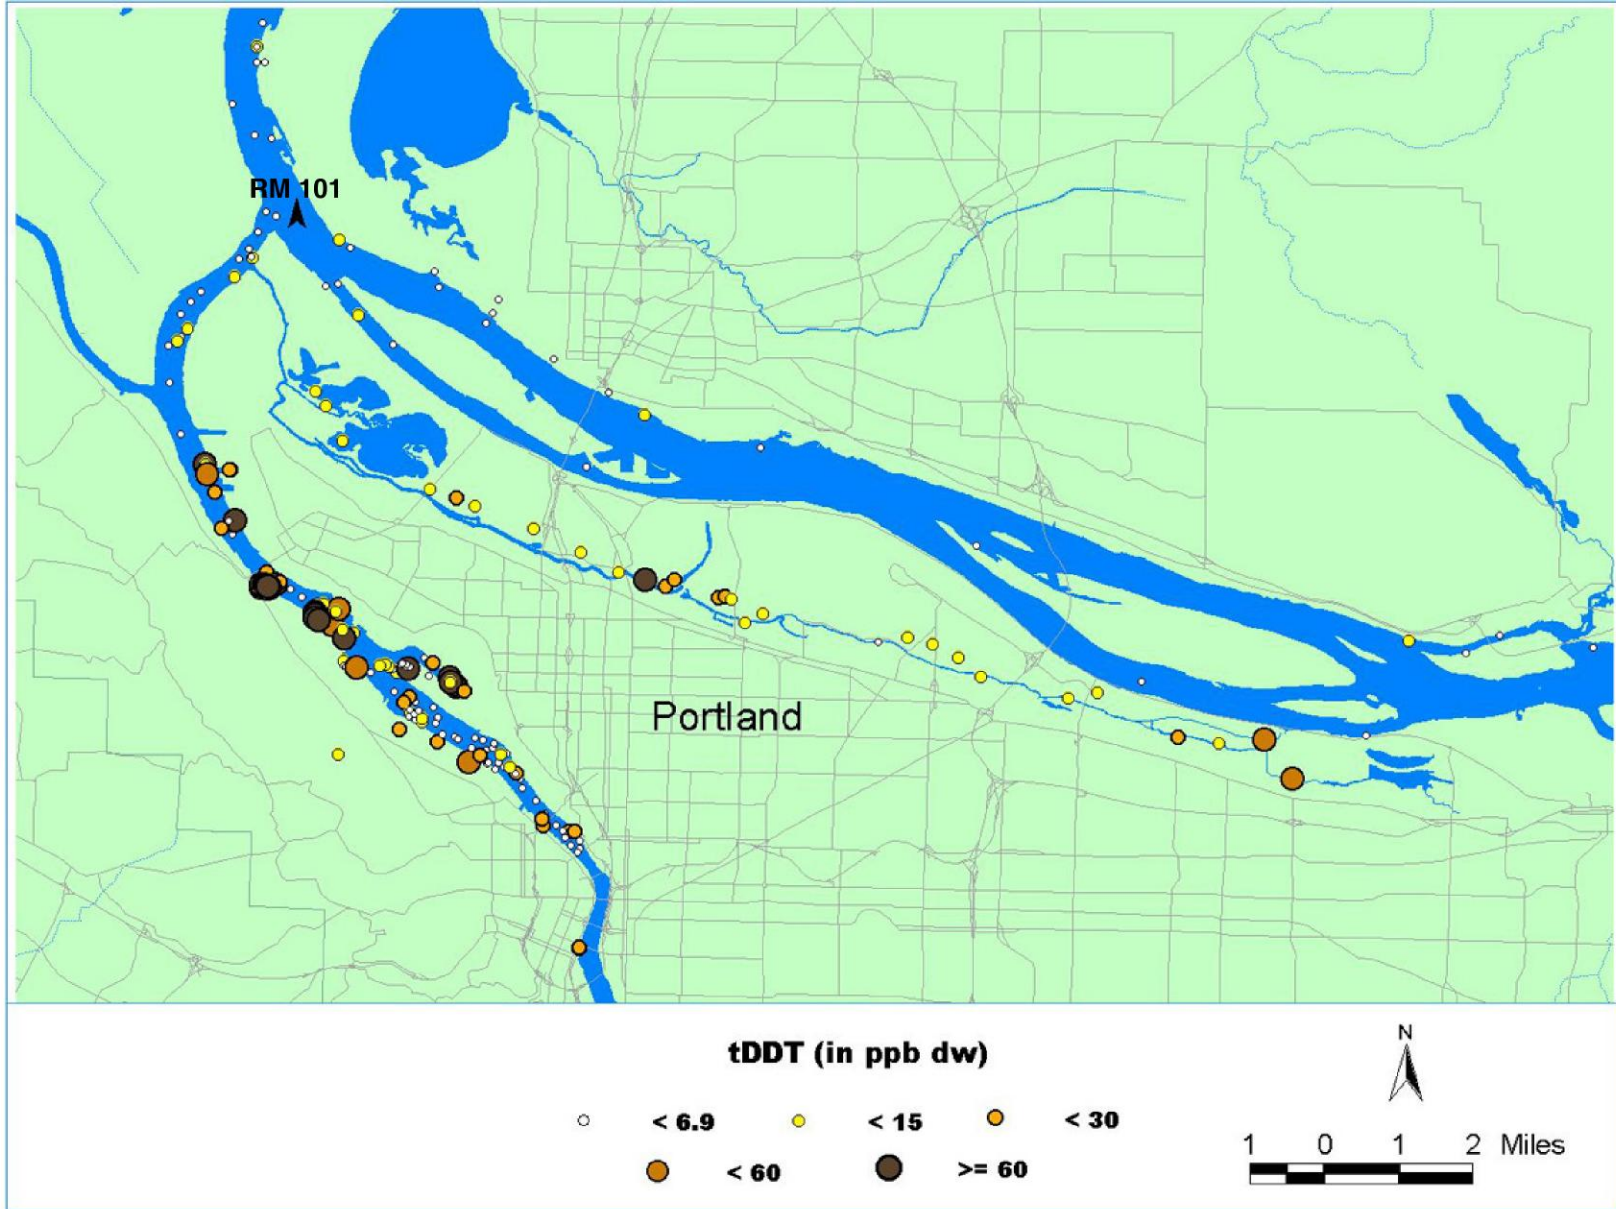 RM 101
Portland
tDDT (in ppb dw)
N
< 6.9 < 15 < 30
1 0 1 2 Miles
< 60 >= 60